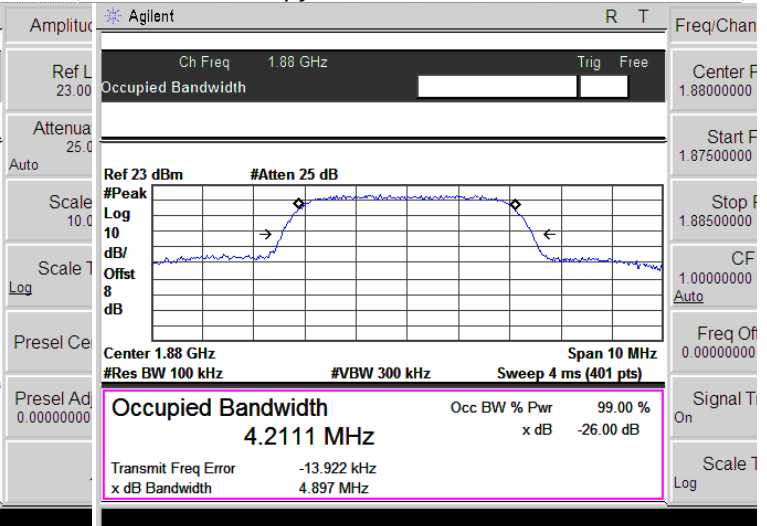 Agilent R T
Ch Freq 1.88 GHz Trig Free
Occupied Bandwidth
Ref 23 dBm #Atten 25 dB
#Peak
Log
10
dB/
Offst
8
dB
Center 1.88 GHz Span 10 MHz
#Res BW 100 kHz #VBW 300 kHz Sweep 4 ms (401 pts)
Occupied Bandwidth Occ BW % Pwr 99.00 %
4.2111 MHz x dB -26.00 dB
Transmit Freq Error -13.922 kHz
x dB Bandwidth 4.897 MHz
Ref L
23.00
25.0
Auto
Scale
10.0
Scale T
Log
Presel Ce
Presel Adj
0.00000000
Freq/Chan
Center F
1.88000000
Start F
1.87500000
Stop F
1.88500000
CF
1.00000000
Auto
Freq Off
0.00000000
Signal T
On
Scale T
Log